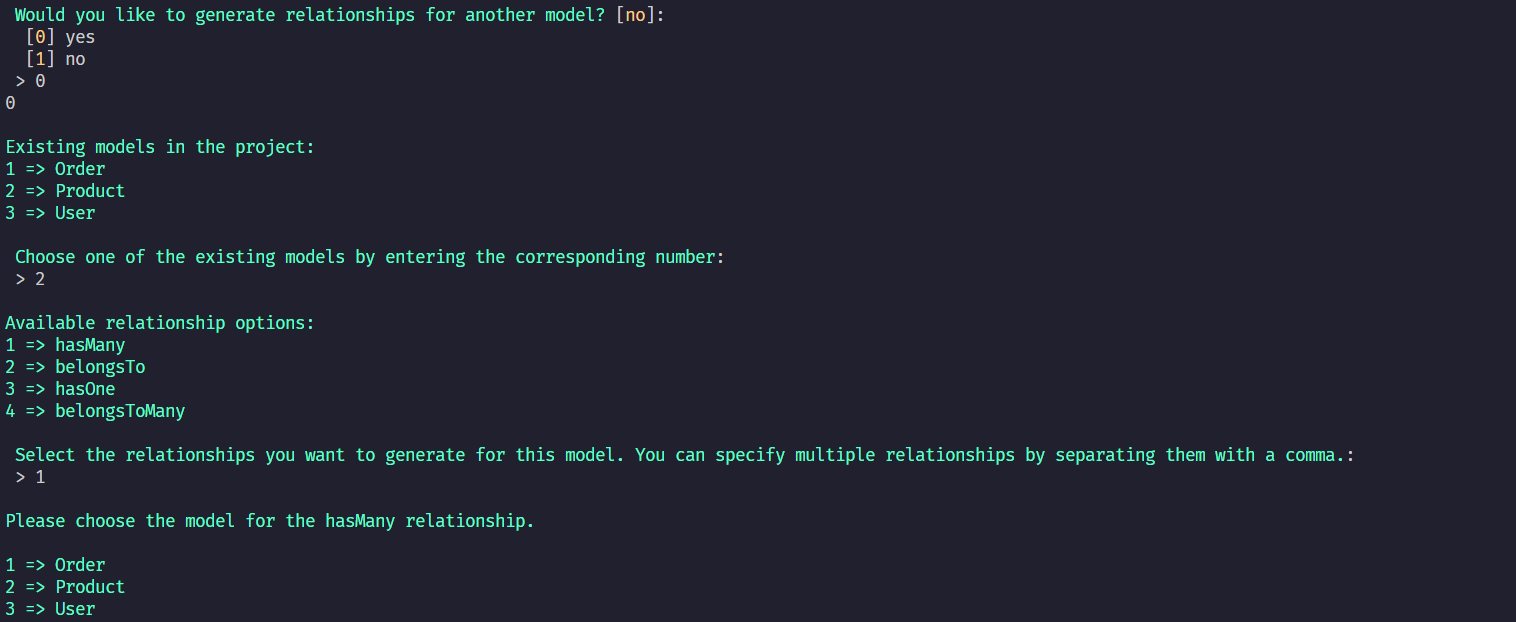 Would you like to generate relationships for another model? [no]:
[0] yes
[1] no
> 0
0
Existing models in the project:
1 => Order
2 => Product
3 => User
Choose one of the existing models by entering the corresponding number:
> 2
Available relationship options:
1 => hasMany
2 => belongsTo
3 => hasOne
4 => belongsToMany
Select the relationships you want to generate for this model. You can specify multiple relationships by separating them with a comma.:
> 1
Please choose the model for the hasMany relationship.
1 => Order
2 => Product
3 => User